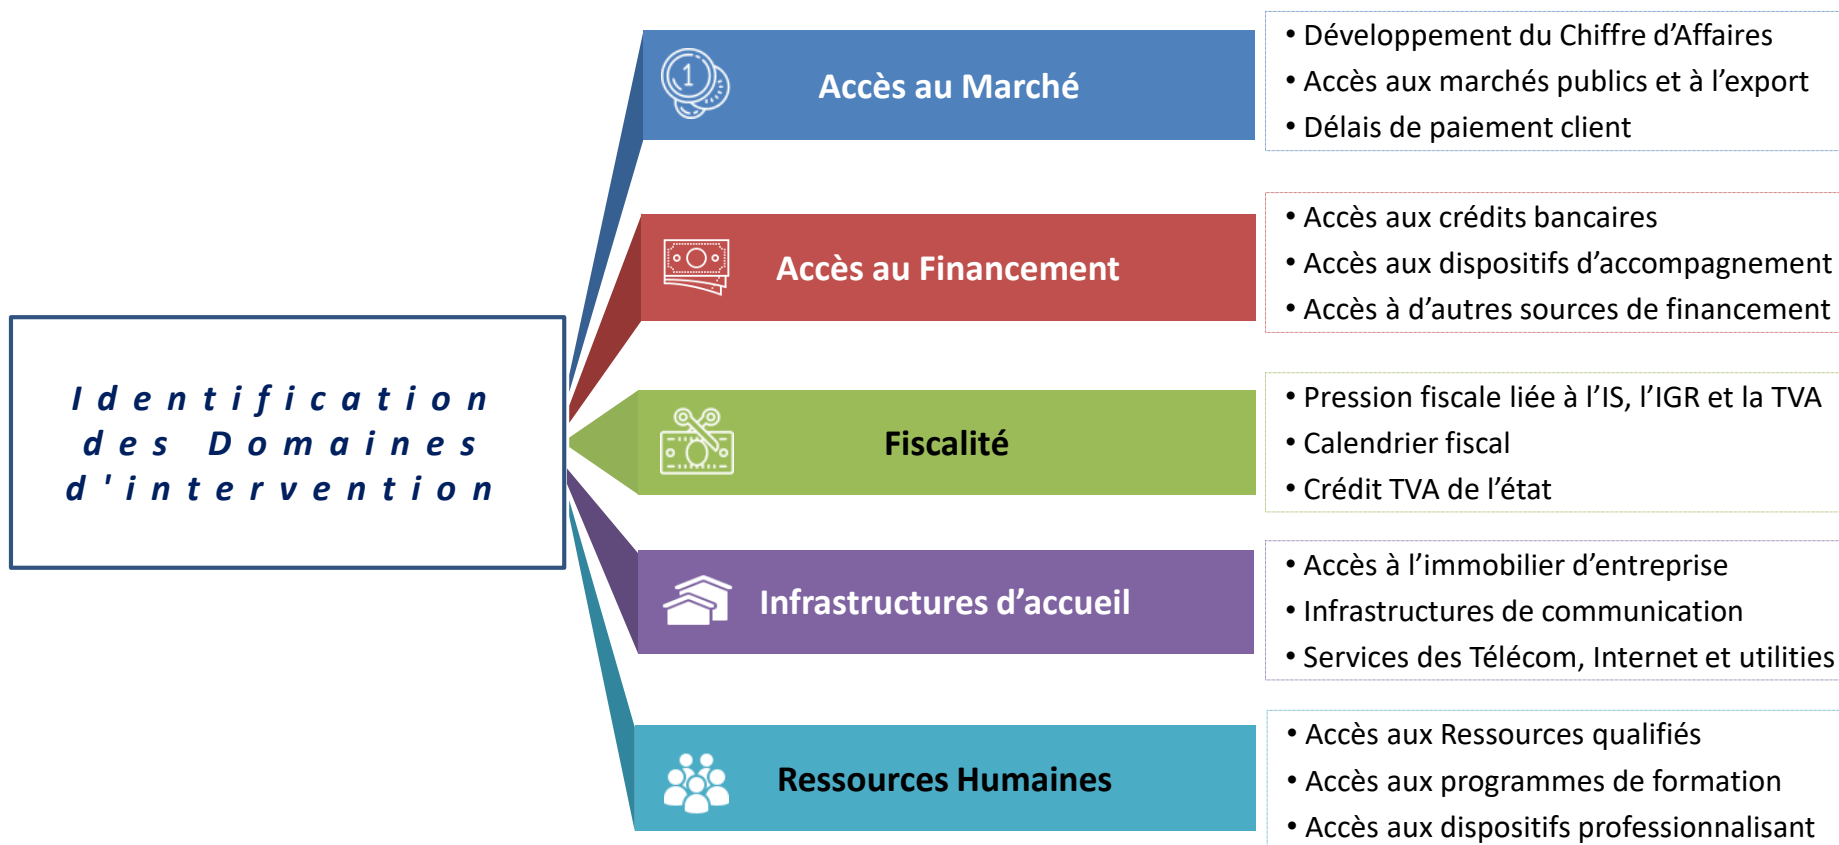 Identification
des Domaines
d'intervention
Accès au Marché
• Développement du Chiffre d’Affaires
• Accès aux marchés publics et à l’export
• Délais de paiement client
Accès au Financement
• Accès aux crédits bancaires
• Accès aux dispositifs d’accompagnement
• Accès à d’autres sources de financement
Fiscalité
• Pression fiscale liée à l’IS, l’IGR et la TVA
• Calendrier fiscal
• Crédit TVA de l’état
Infrastructures d’accueil
• Accès à l’immobilier d’entreprise
• Infrastructures de communication
• Services des Télécom, Internet et utilities
Ressources Humaines
• Accès aux Ressources qualifiés
• Accès aux programmes de formation
• Accès aux dispositifs professionnalisant
1